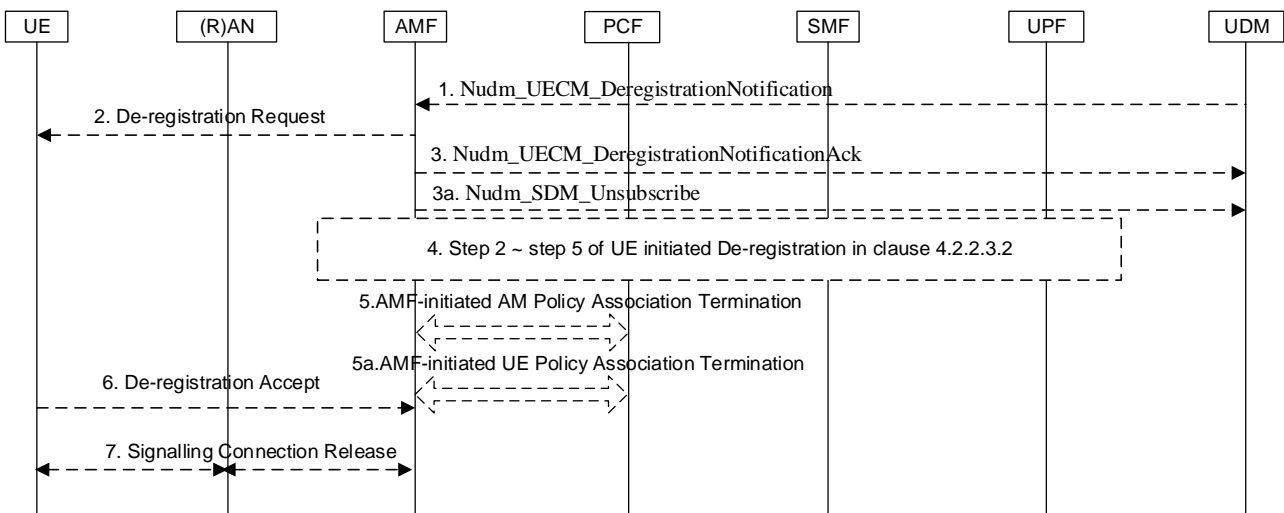 UE
(R)AN
AMF
PCF
SMF
UPF
UDM
1. Nudm_UECM_DeregistrationNotification
2. De-registration Request
3. Nudm_UECM_DeregistrationNotificationAck
3a. Nudm_SDM_Unsubscribe
4. Step 2 ~ step 5 of UE initiated De-registration in clause 4.2.2.3.2
5.AMF-initiated AM Policy Association Termination
5a.AMF-initiated UE Policy Association Termination
6. De-registration Accept
7. Signalling Connection Release